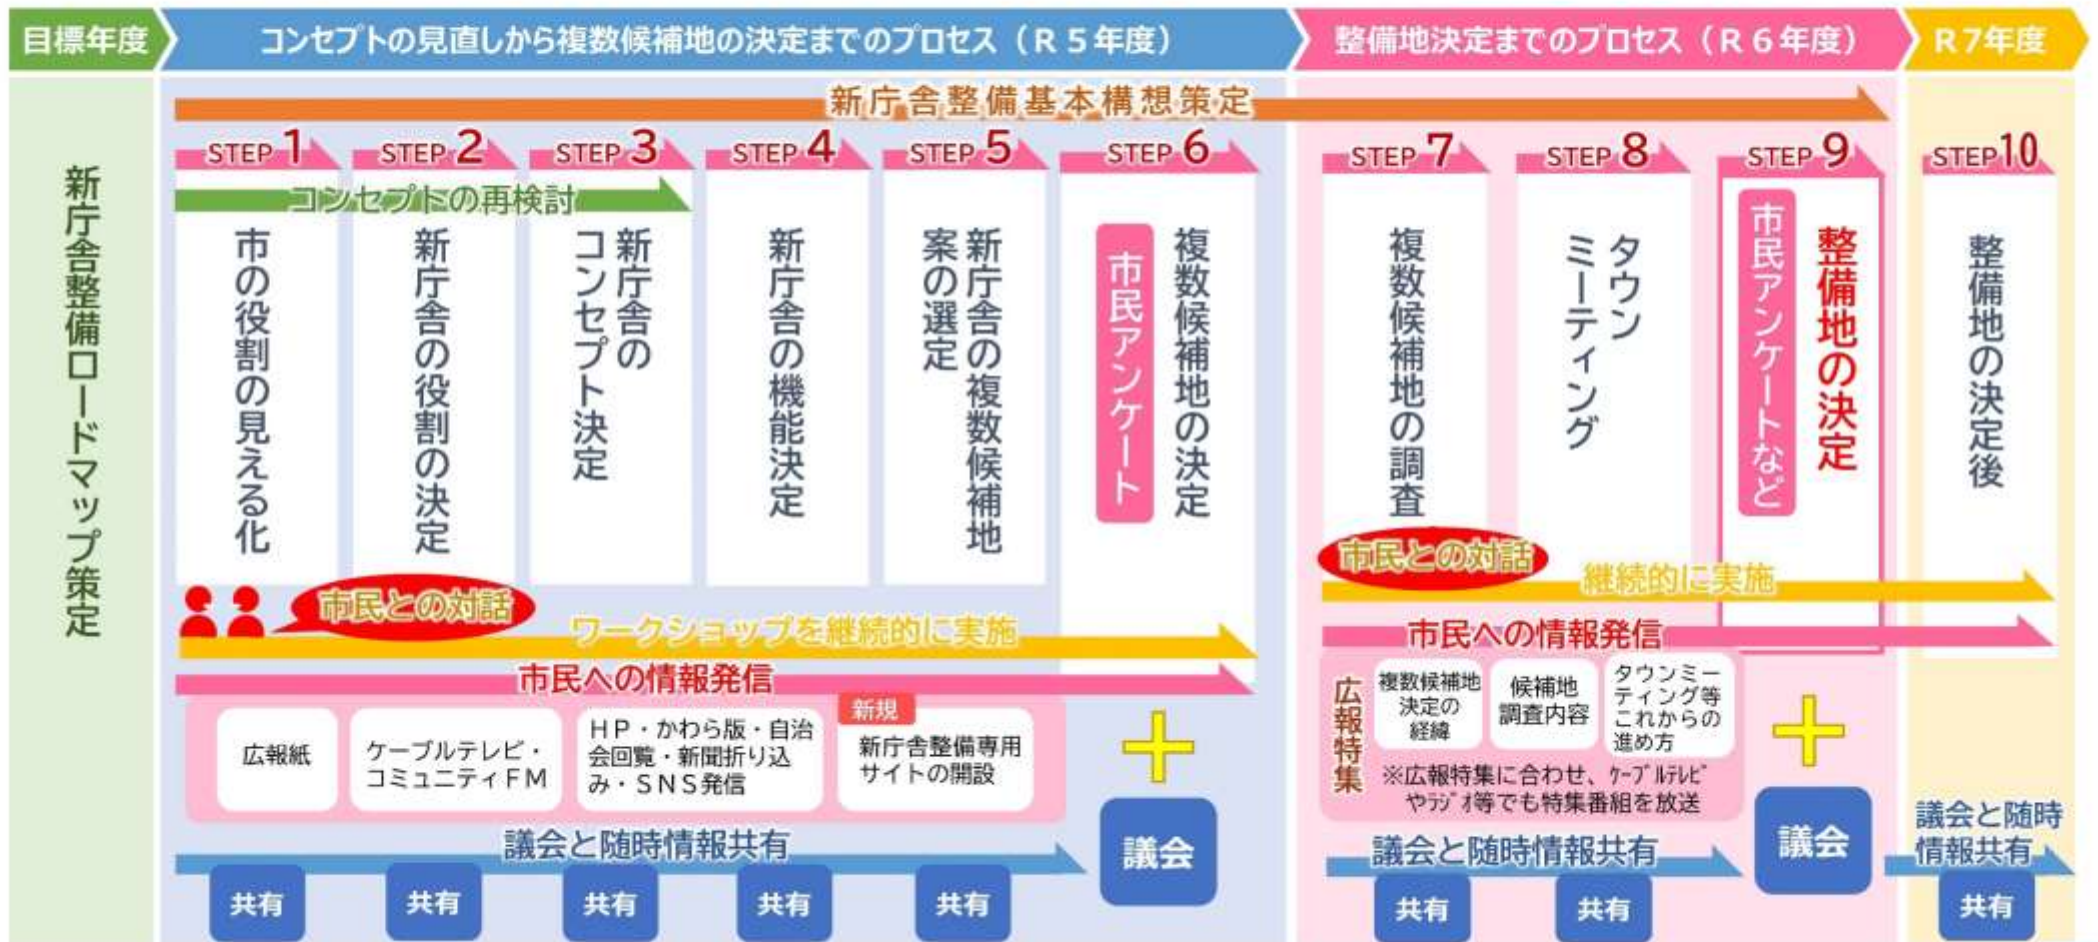 目標年度
コンセプトの見直しから複数候補地の決定までのプロセス（R５年度）
整備地決定までのプロセス（R６年度）
R７年度
新庁舎整備ロードマップ策定
新庁舎整備基本構想策定
STEP 1
STEP 2
STEP 3
STEP 4
STEP 5
STEP 6
STEP 7
STEP 8
STEP 9
STEP10
コンセプトの再検討
市の役割の見える化
新庁舎の役割の決定
新庁舎の
コンセプト決定
新庁舎の機能決定
新庁舎の複数候補地
案の選定
複数候補地の決定
市民アンケート
複数候補地の調査
タウン
ミーティング
整備地の決定
市民アンケートなど
整備地の決定後
市民との対話
ワークショップを継続的に実施
市民への情報発信
広報紙
ケーブルテレビ・
コミュニティＦＭ
ＨＰ・かわら版・自治
会回覧・新聞折り込
み・ＳＮＳ発信
新規
新庁舎整備専用
サイトの開設
議会と随時情報共有
共有
共有
共有
共有
共有
議会
市民との対話
継続的に実施
市民への情報発信
広報特集
複数候補地
決定の
経緯
候補地
調査内容
タウンミー
ティング等
これからの
進め方
※広報特集に合わせ、ｹｰﾌﾞﾙﾃﾚﾋﾞ
やﾗｼﾞｵ等でも特集番組を放送
議会と随時情報共有
共有
共有
議会
議会と随時
情報共有
共有